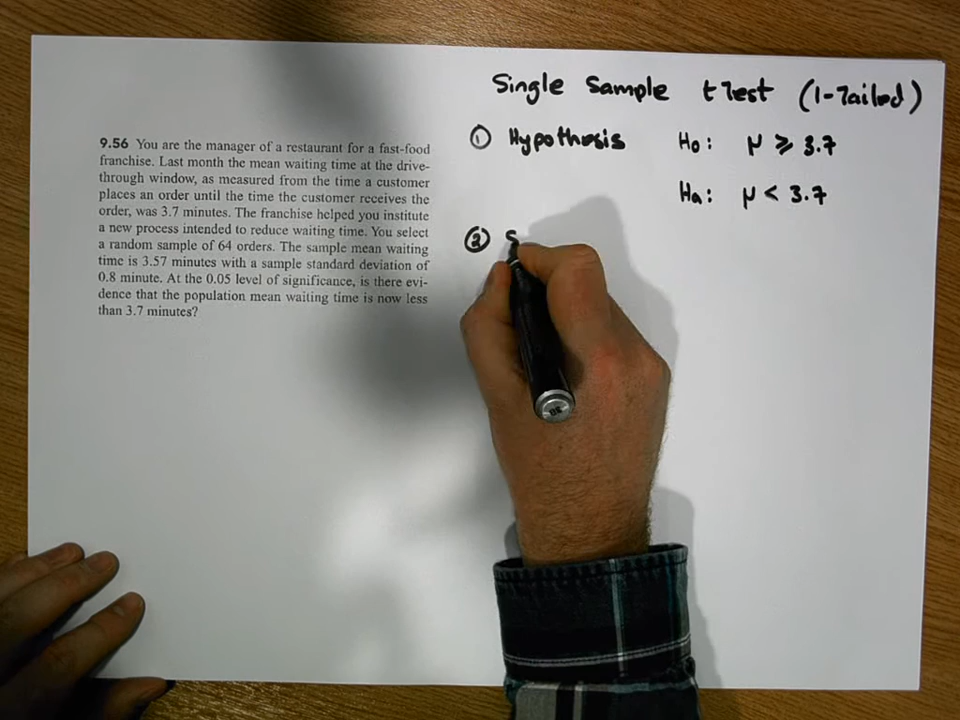 Single Sample t Test (1-Tailed)
9.56 You are the manager of a restaurant for a fast-food
franchise. Last month the mean waiting time at the drive-
through window, as measured from the time a customer
places an order until the time the customer receives the
order, was 3.7 minutes. The franchise helped you institute
a new process intended to reduce waiting time. You select
a random sample of 64 orders. The sample mean waiting
time is 3.57 minutes with a sample standard deviation of
0.8 minute. At the 0.05 level of significance, is there evi-
dence that the population mean waiting time is now less
than 3.7 minutes?
① Hypothesis H₀: μ ⩾ 3.7
Ha: μ < 3.7
② S